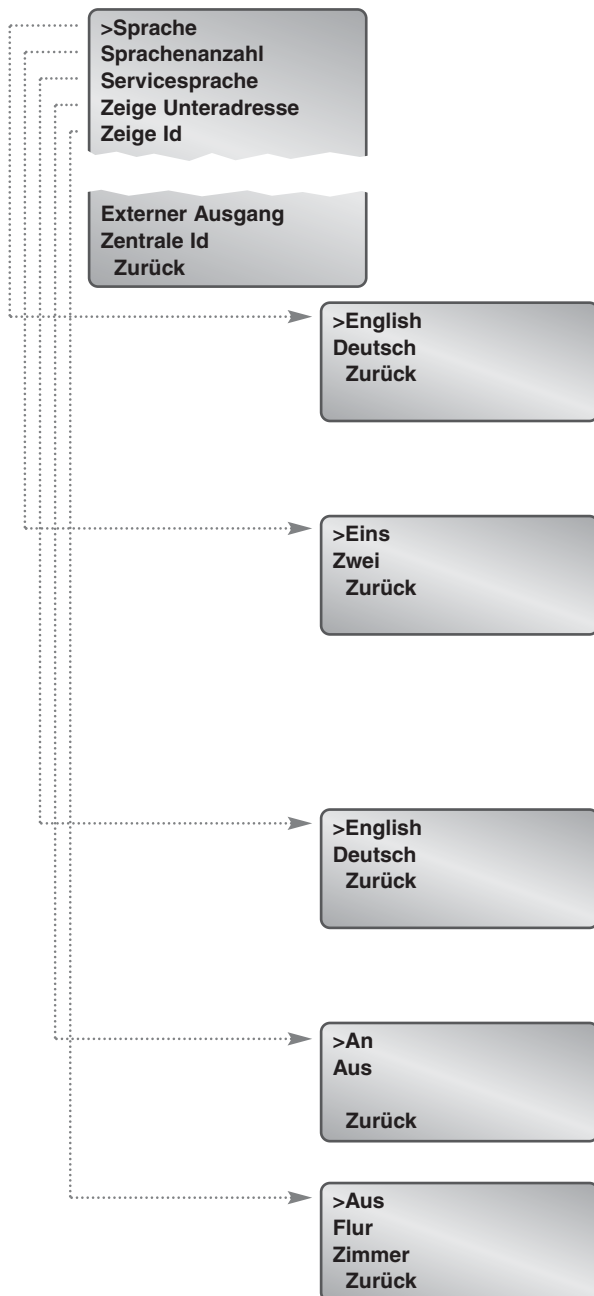 >Sprache
Sprachenanzahl
Servicesprache
Zeige Unteradresse
Zeige Id
Externer Ausgang
Zentrale Id
Zurück
>English
Deutsch
Zurück
>Eins
Zwei
Zurück
>English
Deutsch
Zurück
>An
Aus
Zurück
>Aus
Flur
Zimmer
Zurück